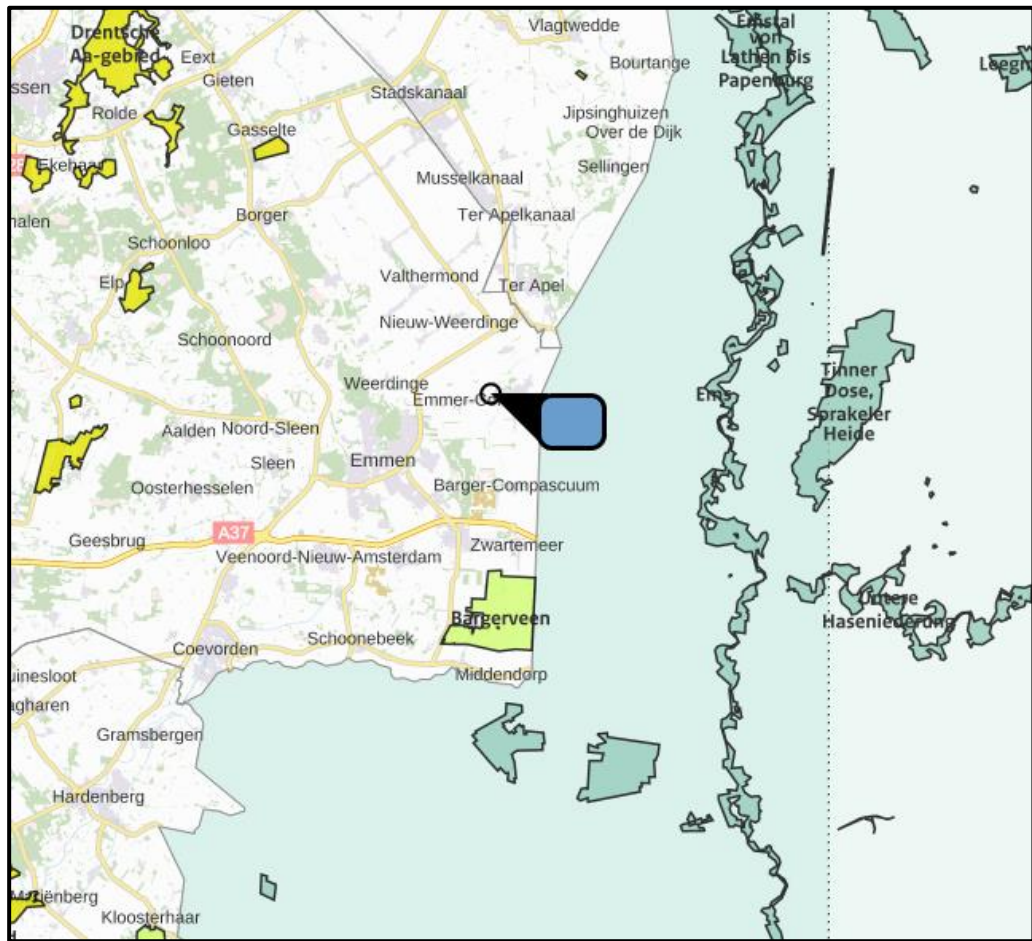 Drentsche
Aa-gebied
Eext
Gieten
Rolde
Gasselte
Vlagtwedde
Bourtange
Stadskanaal
Jipsinghuizen
Over de Dijk
Sellingen
Musselkanaal
Ter Apelkanaal
Borger
Schoonloo
Elp
Valthermond
Ter Apel
Nieuw-Weerdinge
Schoonoord
Weerdinge
Aalden
Noord-Sleen
Sleen
Emmen
Oosterhesselen
Barger-Compascuum
Geesbrug
A37
Veenoord-Nieuw-Amsterdam
Zwartemeer
Bargerveen
Schoonebeek
Coevorden
Middendorp
Gramsbergen
Hardenberg
Mariënberg
Kloosterhaar
Emstal
von
Lathen bis
Papenburg
Ems
Tinner
Dose,
Sprakeler
Heide
Untere
Haseniederung